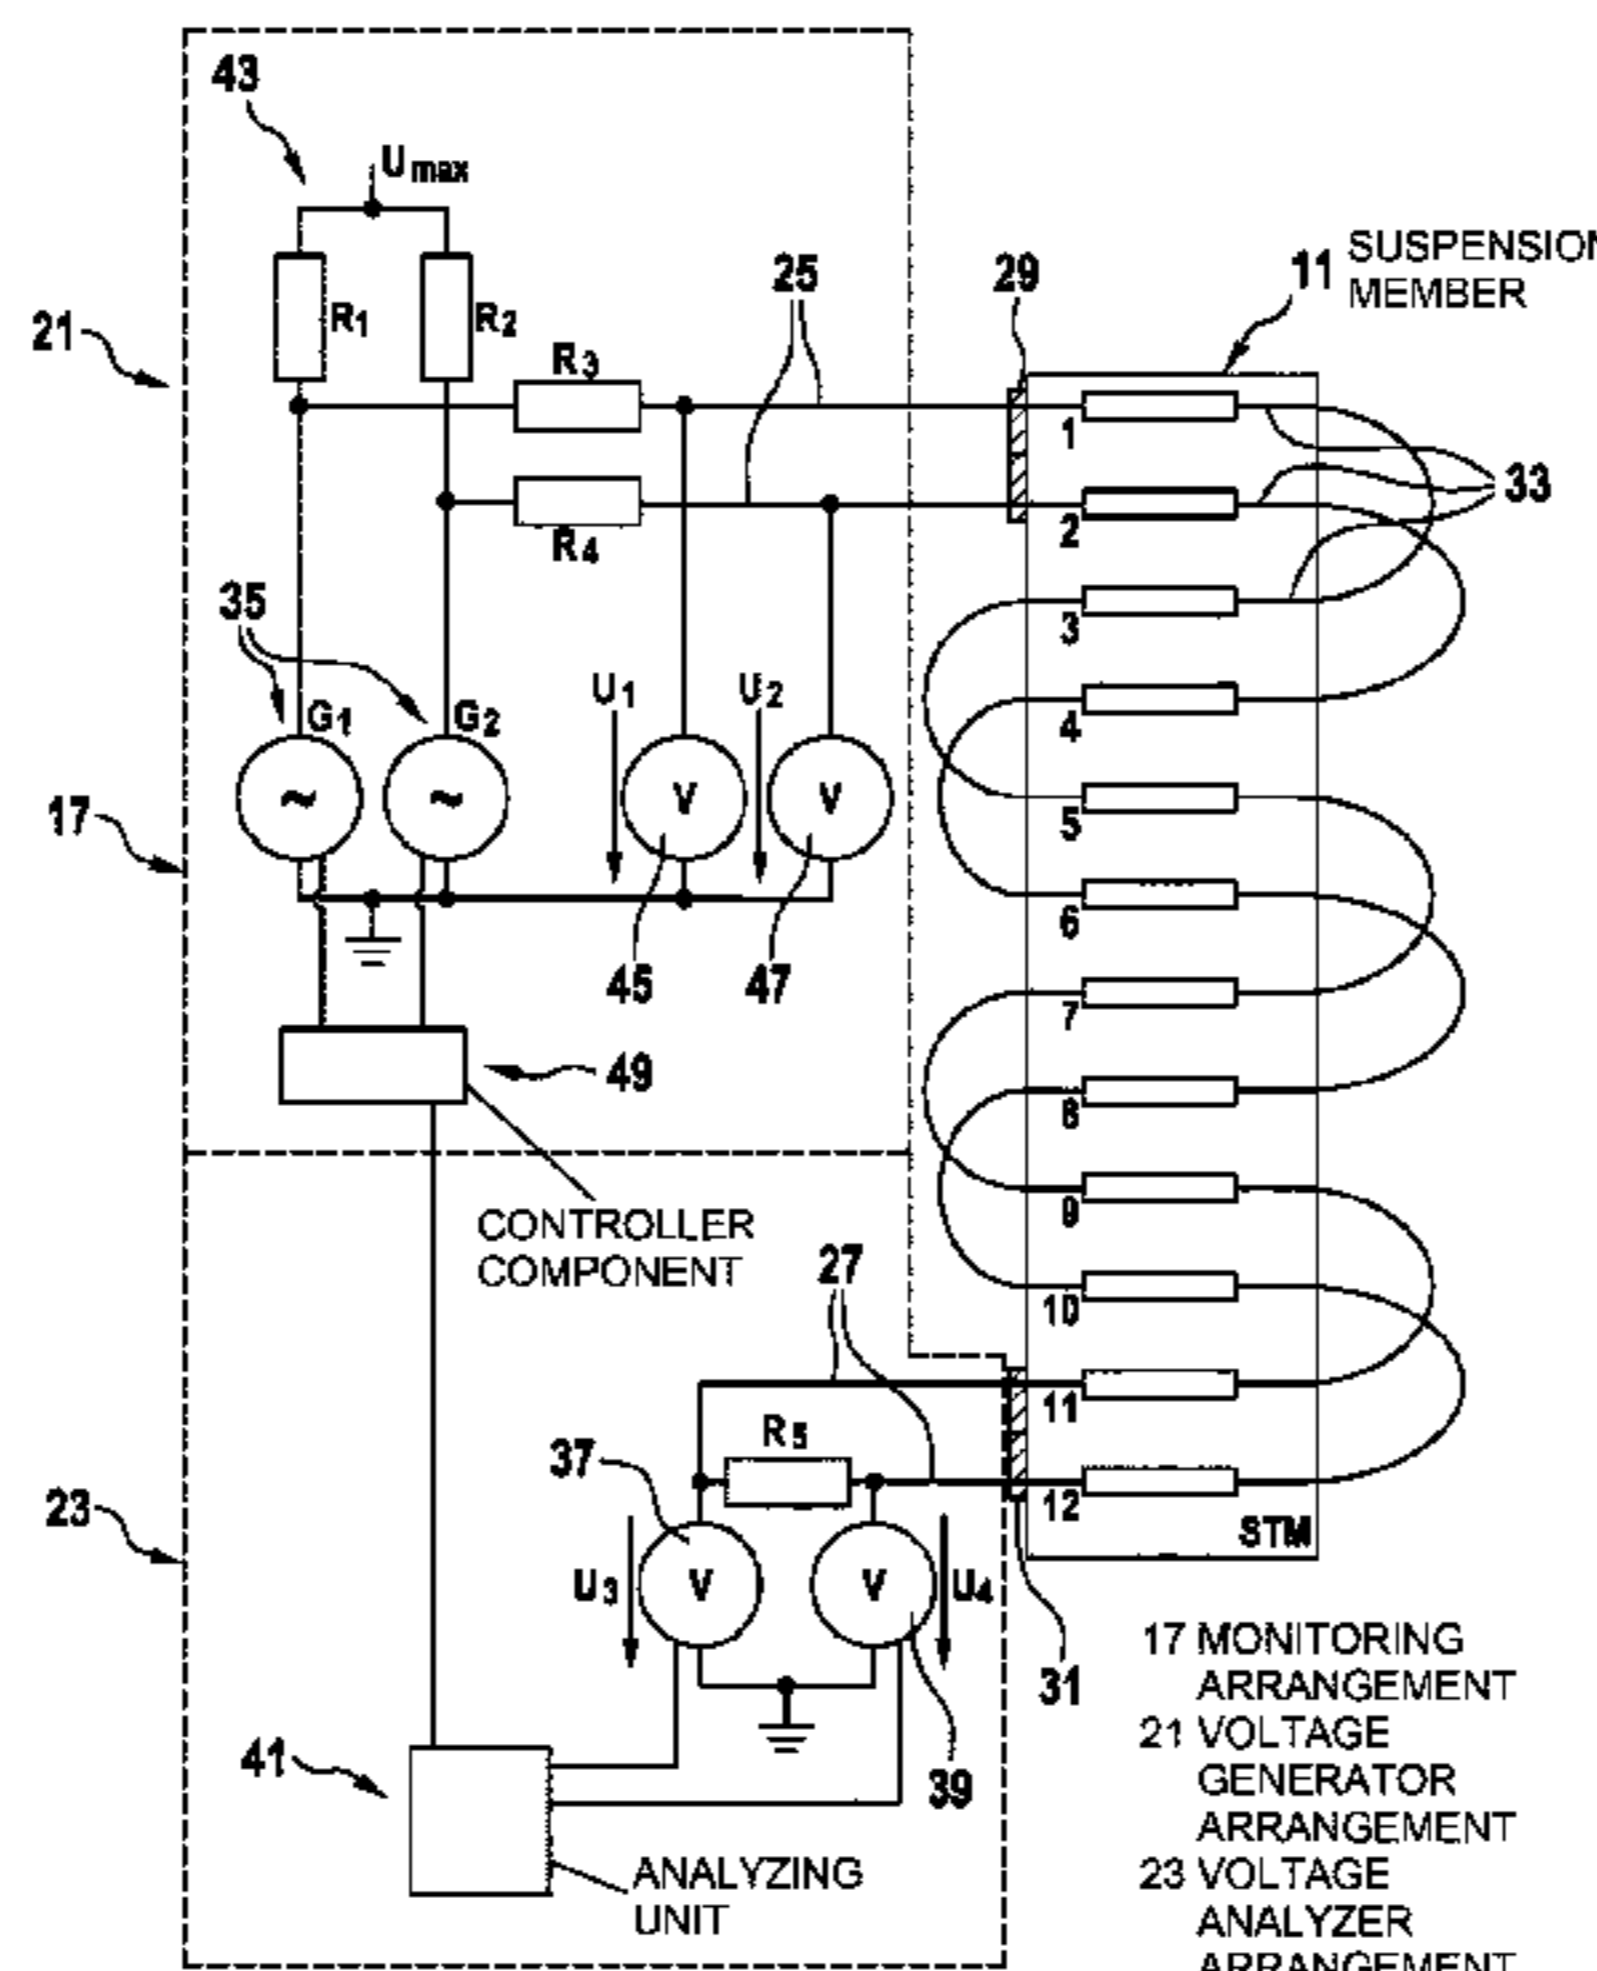 43
Umax
SUSPENSION
MEMBER
11
29
25
21
R1
R2
R3
1
33
2
R4
3
35
U1
U2
4
G1
G2
~
~
V
V
5
17
6
45
47
7
49
8
9
CONTROLLER
COMPONENT
27
10
11
R5
37
12
STM
23
U3
V
V
U4
31
17 MONITORING
ARRANGEMENT
21 VOLTAGE
GENERATOR
ARRANGEMENT
41
39
ANALYZING
UNIT
23 VOLTAGE
ANALYZER
ARRANGEMENT